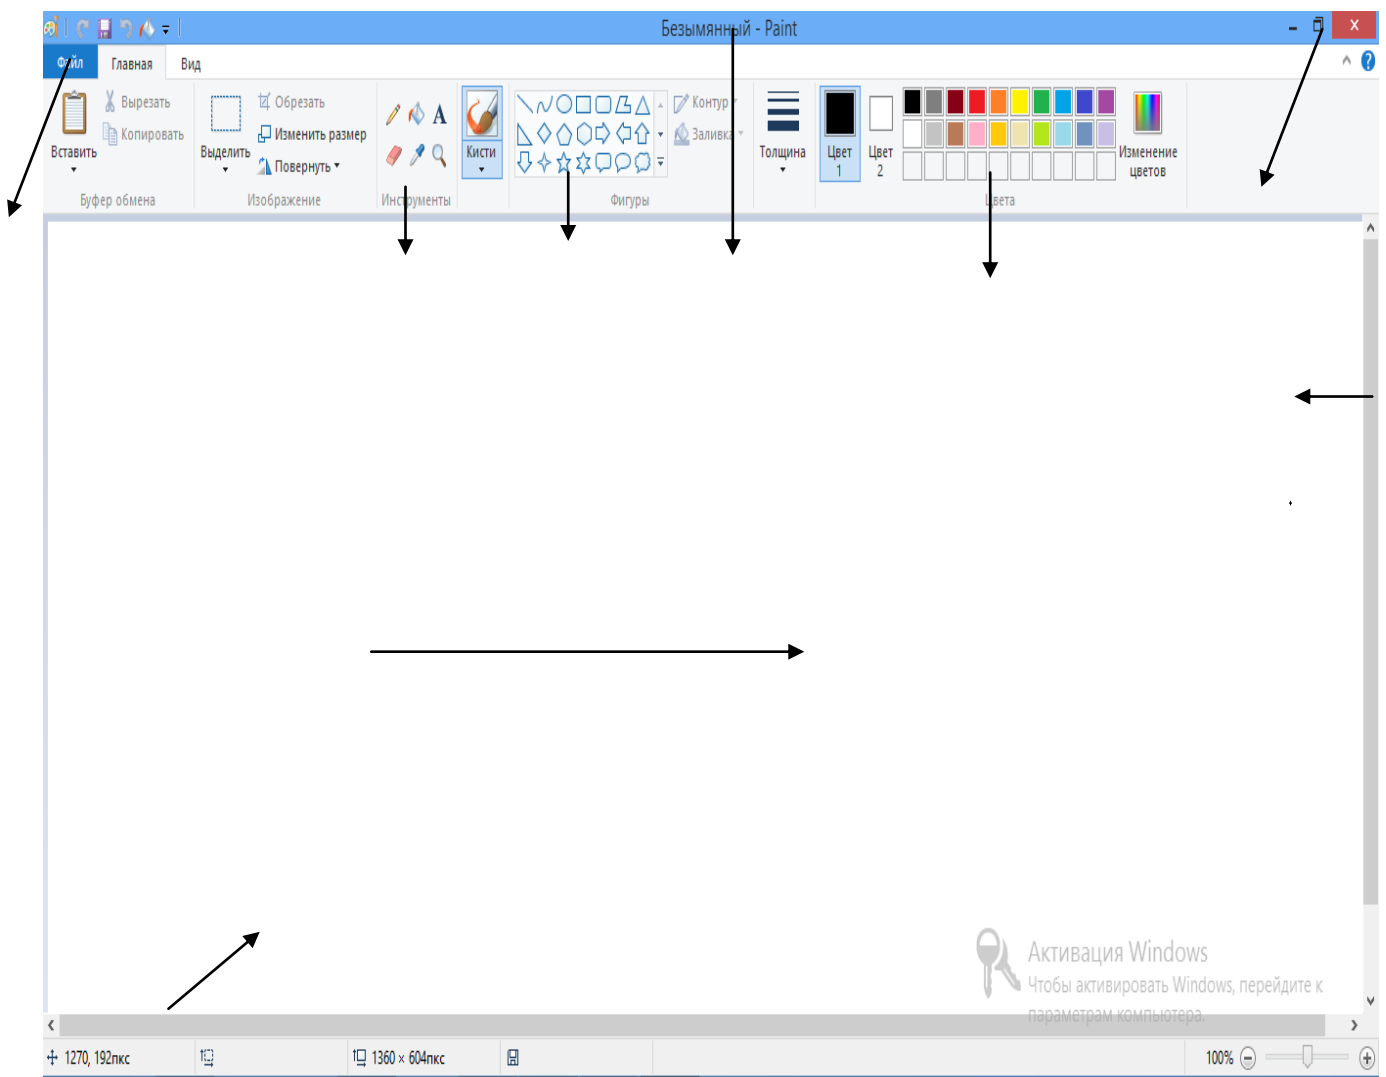 Безымянный - Paint
Файл Главная Вид
Вырезать
Копировать
Вставить
Буфер обмена
Выделить
Обрезать
Изменить размер
Повернуть
Изображение
A
Инструменты
Кисти
Контур
Заливка
Фигуры
Толщина
Цвет
1
Цвет
2
Изменение
цветов
Цвета
Активация Windows
Чтобы активировать Windows, перейдите к
параметрам компьютера.
1270, 192пкс 1360 × 604пкс 100%